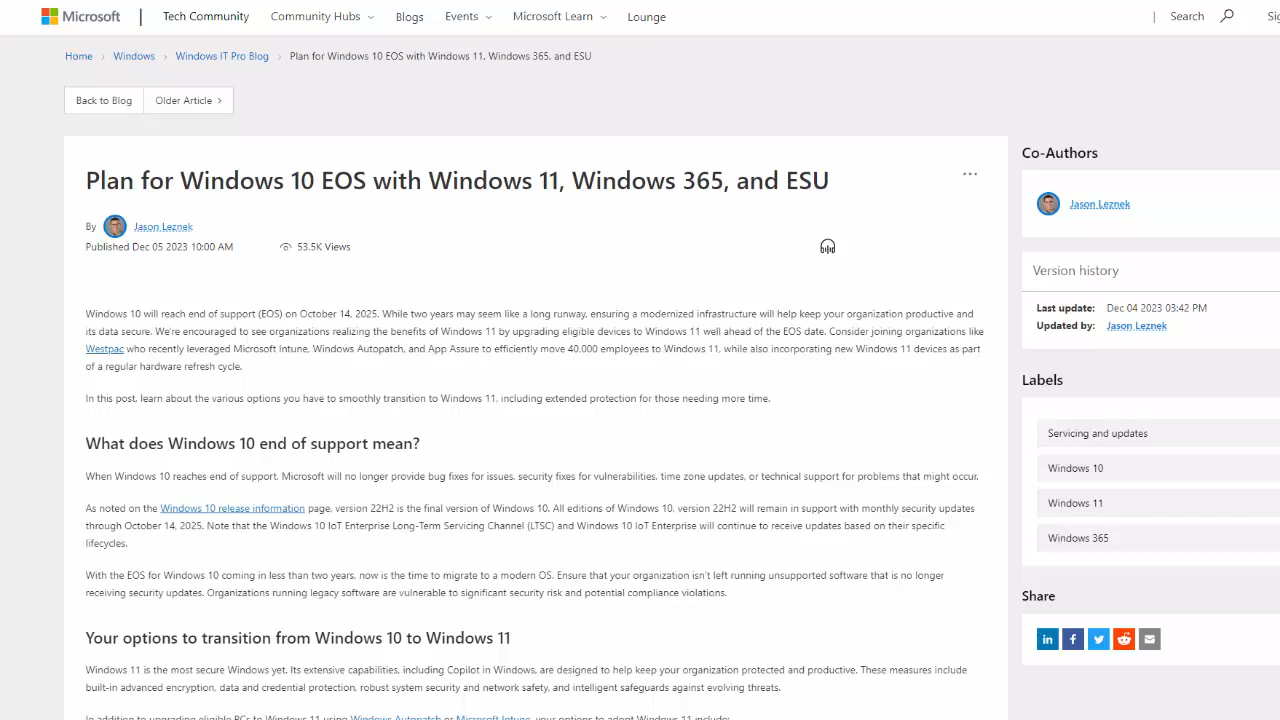 Microsoft | Tech Community Community Hubs Blogs Events Microsoft Learn Lounge | Search
Home › Windows › Windows IT Pro Blog › Plan for Windows 10 EOS with Windows 11, Windows 365, and ESU
Back to Blog Older Article ›
Plan for Windows 10 EOS with Windows 11, Windows 365, and ESU
By Jason Leznek
Published Dec 05 2023 10:00 AM 53.5K Views
Windows 10 will reach end of support (EOS) on October 14, 2025. While two years may seem like a long runway, ensuring a modernized infrastructure will help keep your organization productive and
its data secure. We're encouraged to see organizations realizing the benefits of Windows 11 by upgrading eligible devices to Windows 11 well ahead of the EOS date. Consider joining organizations like
Westpac who recently leveraged Microsoft Intune, Windows Autopatch, and App Assure to efficiently move 40,000 employees to Windows 11, while also incorporating new Windows 11 devices as part
of a regular hardware refresh cycle.
In this post, learn about the various options you have to smoothly transition to Windows 11, including extended protection for those needing more time.
What does Windows 10 end of support mean?
When Windows 10 reaches end of support, Microsoft will no longer provide bug fixes for issues, security fixes for vulnerabilities, time zone updates, or technical support for problems that might occur.
As noted on the Windows 10 release information page, version 22H2 is the final version of Windows 10. All editions of Windows 10, version 22H2 will remain in support with monthly security updates
through October 14, 2025. Note that the Windows 10 IoT Enterprise Long-Term Servicing Channel (LTSC) and Windows 10 IoT Enterprise will continue to receive updates based on their specific
lifecycles.
With the EOS for Windows 10 coming in less than two years, now is the time to migrate to a modern OS. Ensure that your organization isn't left running unsupported software that is no longer
receiving security updates. Organizations running legacy software are vulnerable to significant security risk and potential compliance violations.
Your options to transition from Windows 10 to Windows 11
Windows 11 is the most secure Windows yet. Its extensive capabilities, including Copilot in Windows, are designed to help keep your organization protected and productive. These measures include
built-in advanced encryption, data and credential protection, robust system security and network safety, and intelligent safeguards against evolving threats.
In addition to upgrading eligible PCs to Windows 11 using Windows Autopatch or Microsoft Intune, your options to adopt Windows 11 include:
Co-Authors
Jason Leznek
Version history
Last update: Dec 04 2023 03:42 PM
Updated by: Jason Leznek
Labels
Servicing and updates
Windows 10
Windows 11
Windows 365
Share